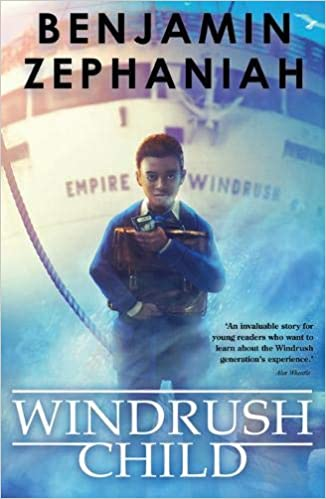 BENJAMIN
ZEPHANIAH
EMPIRE WINDRUSH
'An invaluable story for
young readers who want to
learn about the Windrush
generation's experience.'
Alex Wheatle
WINDRUSH
CHILD